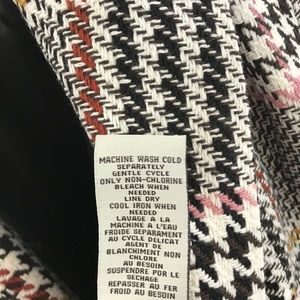 MACHINE WASH COLD
SEPARATELY
GENTLE CYCLE
ONLY NON-CHLORINE
BLEACH WHEN
NEEDED
LINE DRY
COOL IRON WHEN
NEEDED
LAVAGE A LA
MACHINE A L'EAU
FROIDE SEPAREMENT
AU CYCLE DELICAT
AGENT DE
BLANCHIMENT NON
CHLORE
AU BESOIN
SUSPENDRE POR LE
SECHAGE
REPASSER AU FER
FROID AU BESOIN